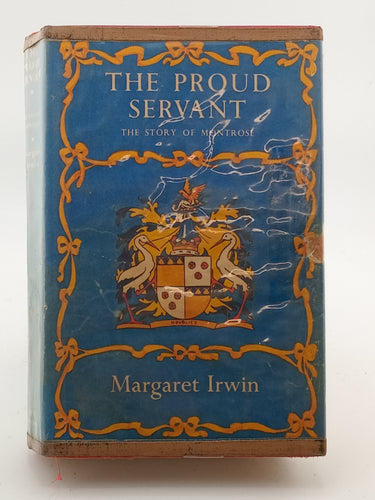 THE PROUD
SERVANT
THE STORY OF MONTROSE
Margaret Irwin